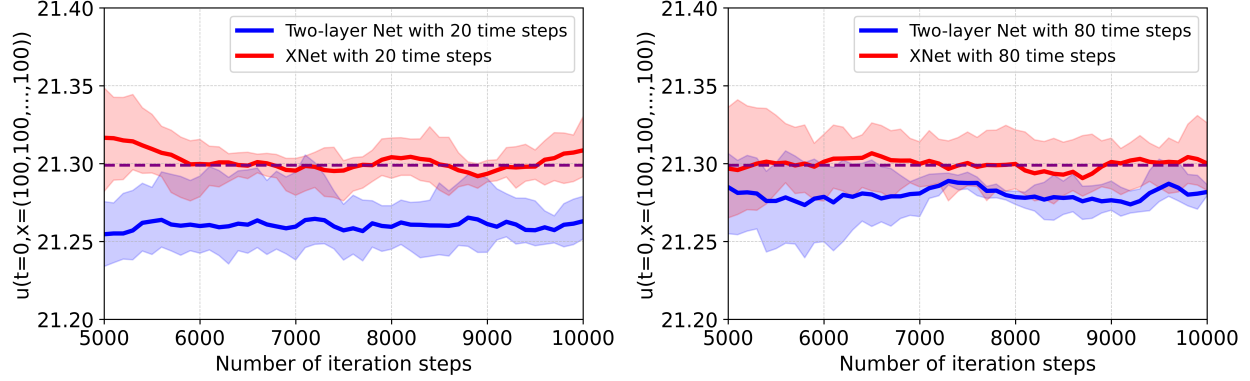 Two-layer Net with 20 time steps
XNet with 20 time steps
u(t=0,x=(100,100,...,100))
21.40
21.35
21.30
21.25
21.20
5000 6000 7000 8000 9000 10000
Number of iteration steps
Two-layer Net with 80 time steps
XNet with 80 time steps
u(t=0,x=(100,100,...,100))
21.40
21.35
21.30
21.25
21.20
5000 6000 7000 8000 9000 10000
Number of iteration steps